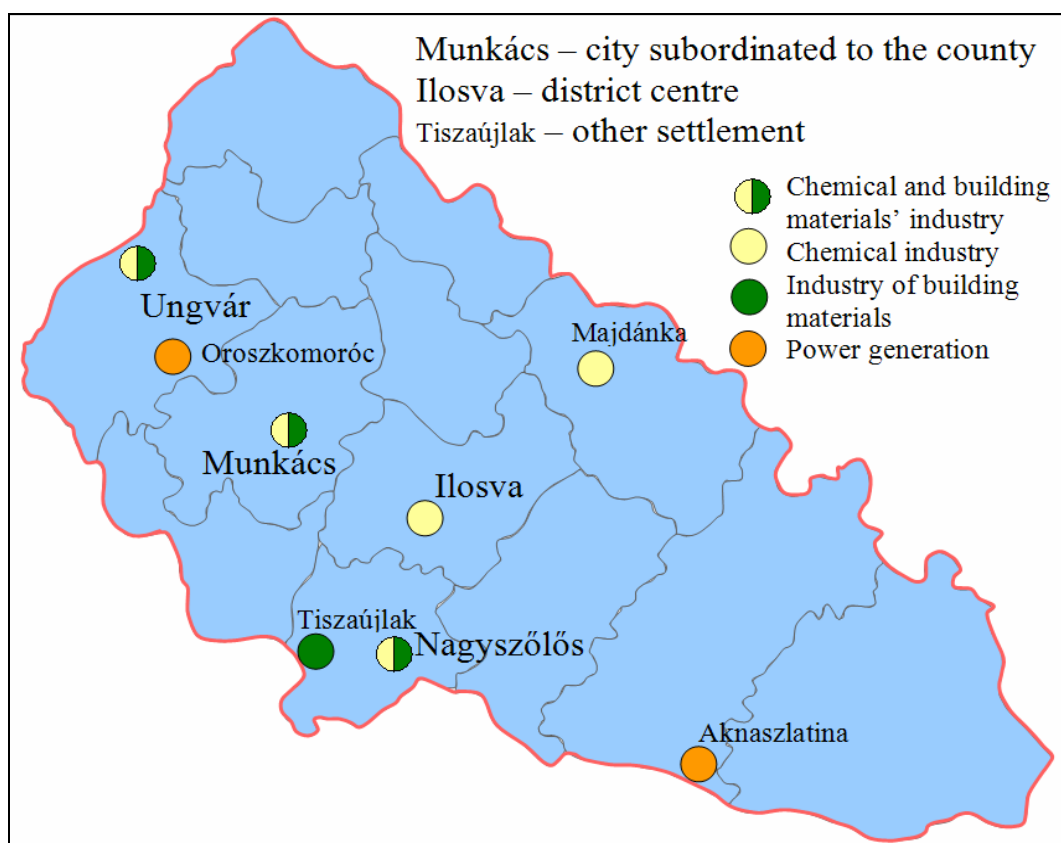 Munkács – city subordinated to the county
Ilosva – district centre
Tiszaújlak – other settlement
Chemical and building
materials’ industry
Chemical industry
Industry of building
materials
Power generation
Ungvár
Oroszkomoróc
Majdánka
Munkács
Ilosva
Tiszaújlak
Nagyszőlős
Aknaszlatina